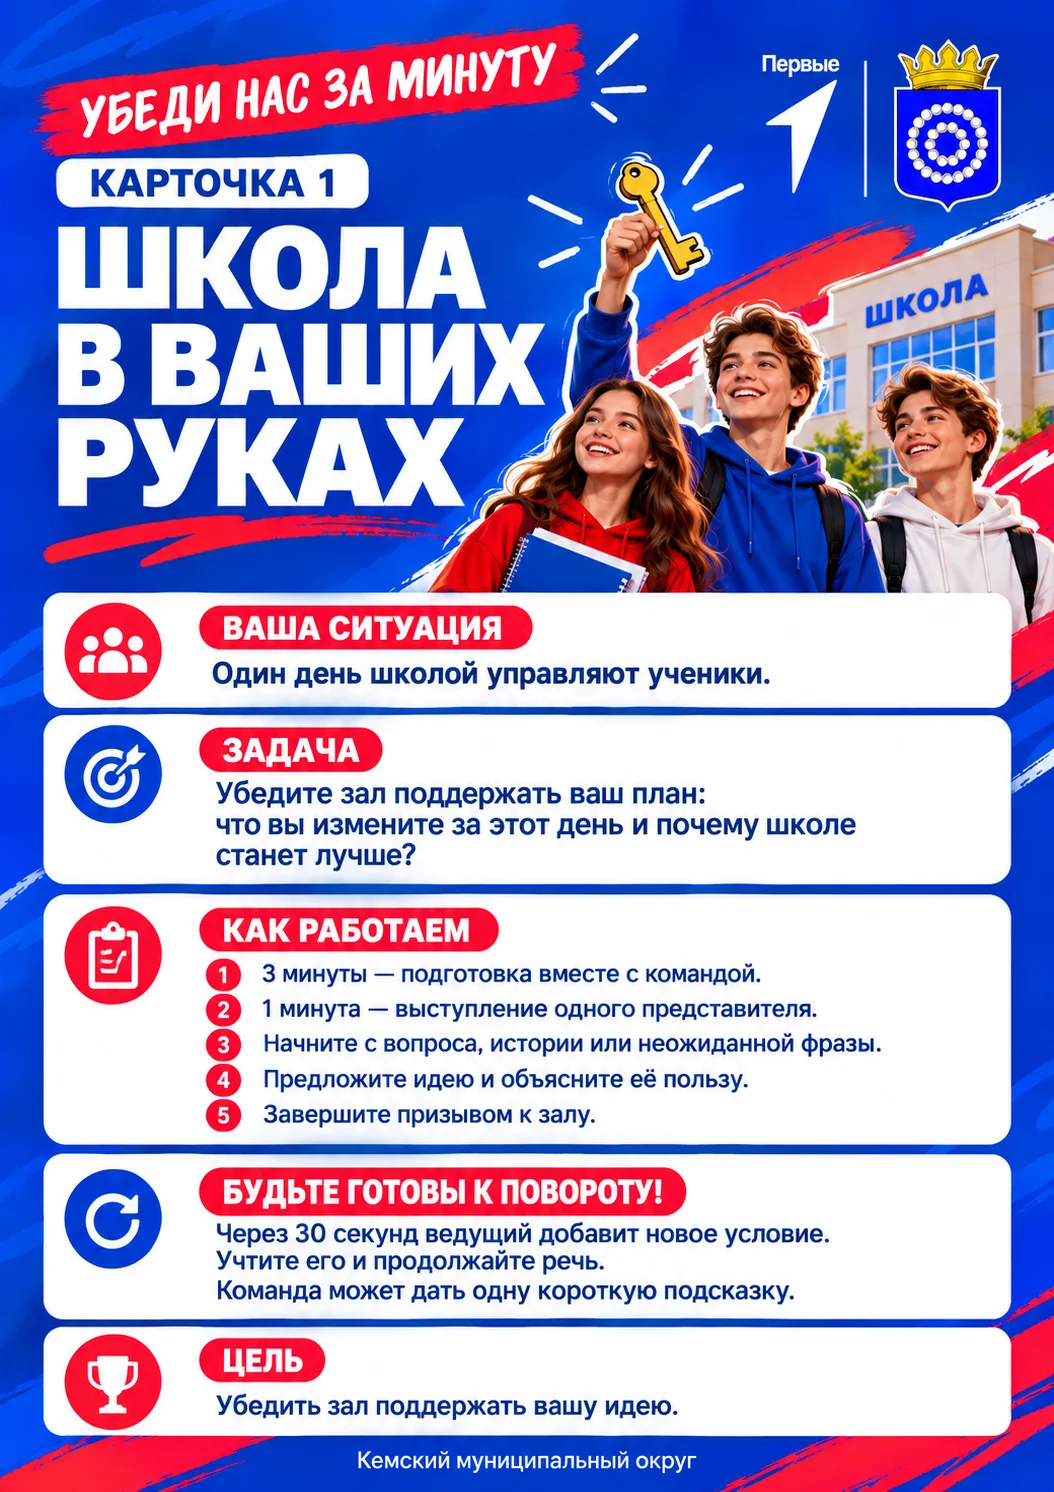 УБЕДИ НАС ЗА МИНУТУ
Первые
КАРТОЧКА 1
ШКОЛА
В ВАШИХ
РУКАХ
ШКОЛА
ВАША СИТУАЦИЯ
Один день школой управляют ученики.
ЗАДАЧА
Убедите зал поддержать ваш план:
что вы измените за этот день и почему школе
станет лучше?
КАК РАБОТАЕМ
1 3 минуты — подготовка вместе с командой.
2 1 минута — выступление одного представителя.
3 Начните с вопроса, истории или неожиданной фразы.
4 Предложите идею и объясните её пользу.
5 Завершите призывом к залу.
БУДЬТЕ ГОТОВЫ К ПОВОРОТУ!
Через 30 секунд ведущий добавит новое условие.
Учтите его и продолжайте речь.
Команда может дать одну короткую подсказку.
ЦЕЛЬ
Убедить зал поддержать вашу идею.
Кемский муниципальный округ